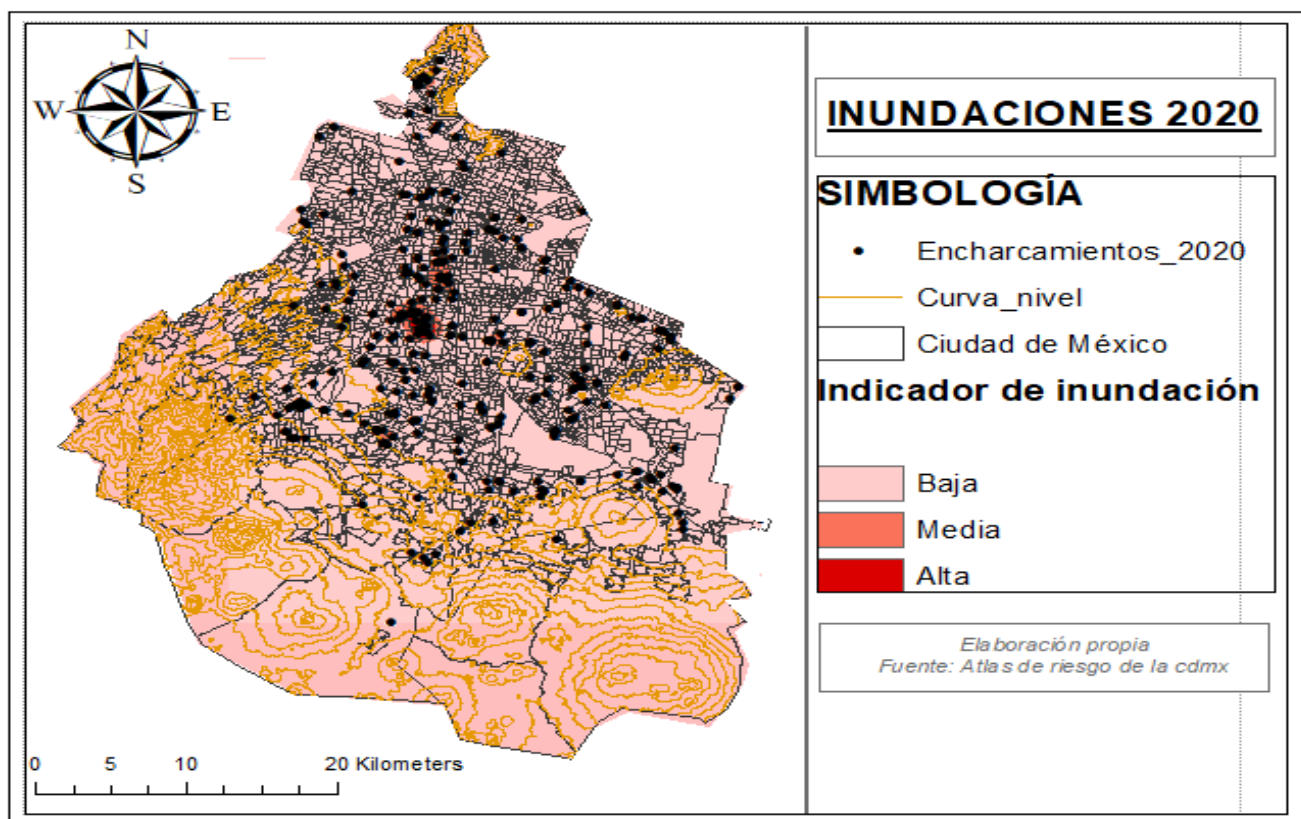 N
W E
S
INUNDACIONES 2020
SIMBOLOGÍA
Encharcamientos_2020
Curva_nivel
Ciudad de México
Indicador de inundación
Baja
Media
Alta
Elaboración propia
Fuente: Atlas de riesgo de la cdmx
0 5 10 20 Kilometers